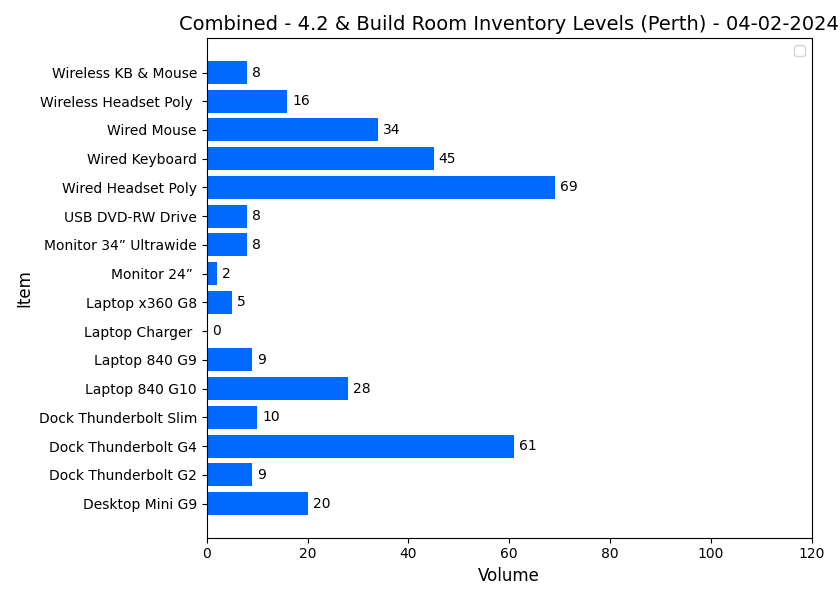 Combined - 4.2 & Build Room Inventory Levels (Perth) - 04-02-2024
Wireless KB & Mouse 8
Wireless Headset Poly 16
Wired Mouse 34
Wired Keyboard 45
Wired Headset Poly 69
USB DVD-RW Drive 8
Monitor 34” Ultrawide 8
Monitor 24” 2
Laptop x360 G8 5
Laptop Charger 0
Laptop 840 G9 9
Laptop 840 G10 28
Dock Thunderbolt Slim 10
Dock Thunderbolt G4 61
Dock Thunderbolt G2 9
Desktop Mini G9 20
Item
0 20 40 60 80 100 120
Volume